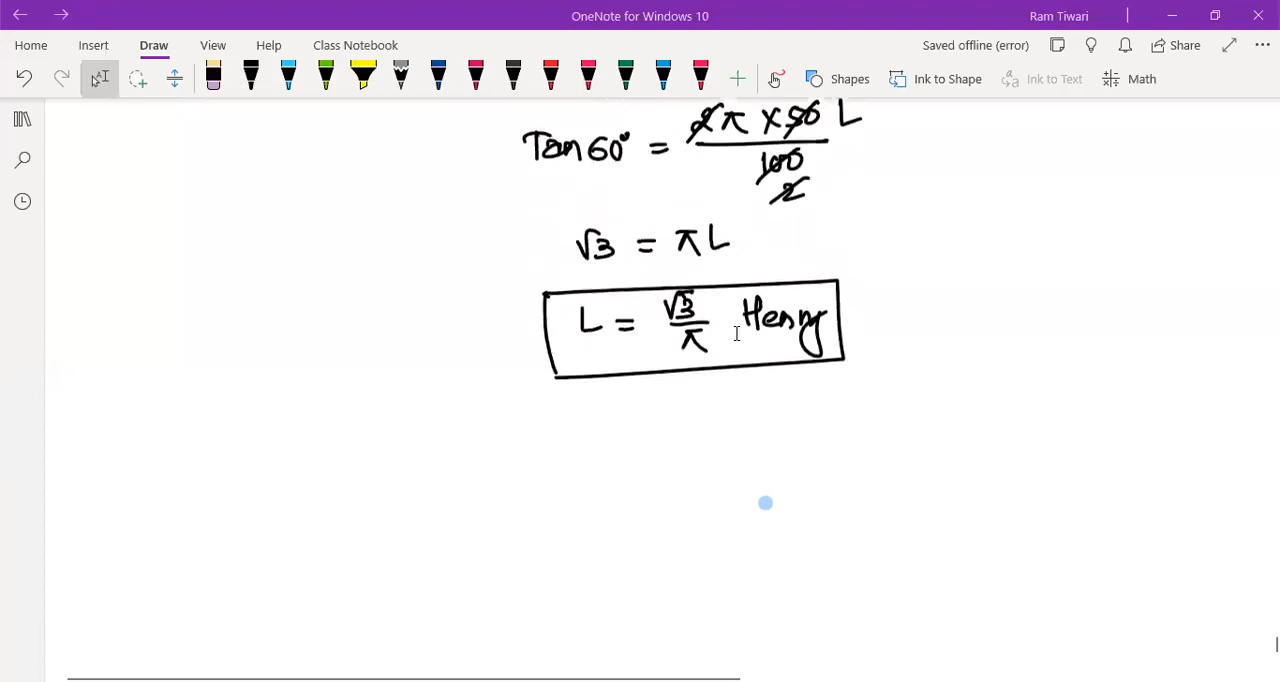 OneNote for Windows 10
Ram Tiwari
Home Insert Draw View Help Class Notebook
Saved offline (error) Share
Shapes Ink to Shape Ink to Text Math
Tan 60° = 2π × 50 L / 100
2
√3 = π L
L = √3 / π Henry